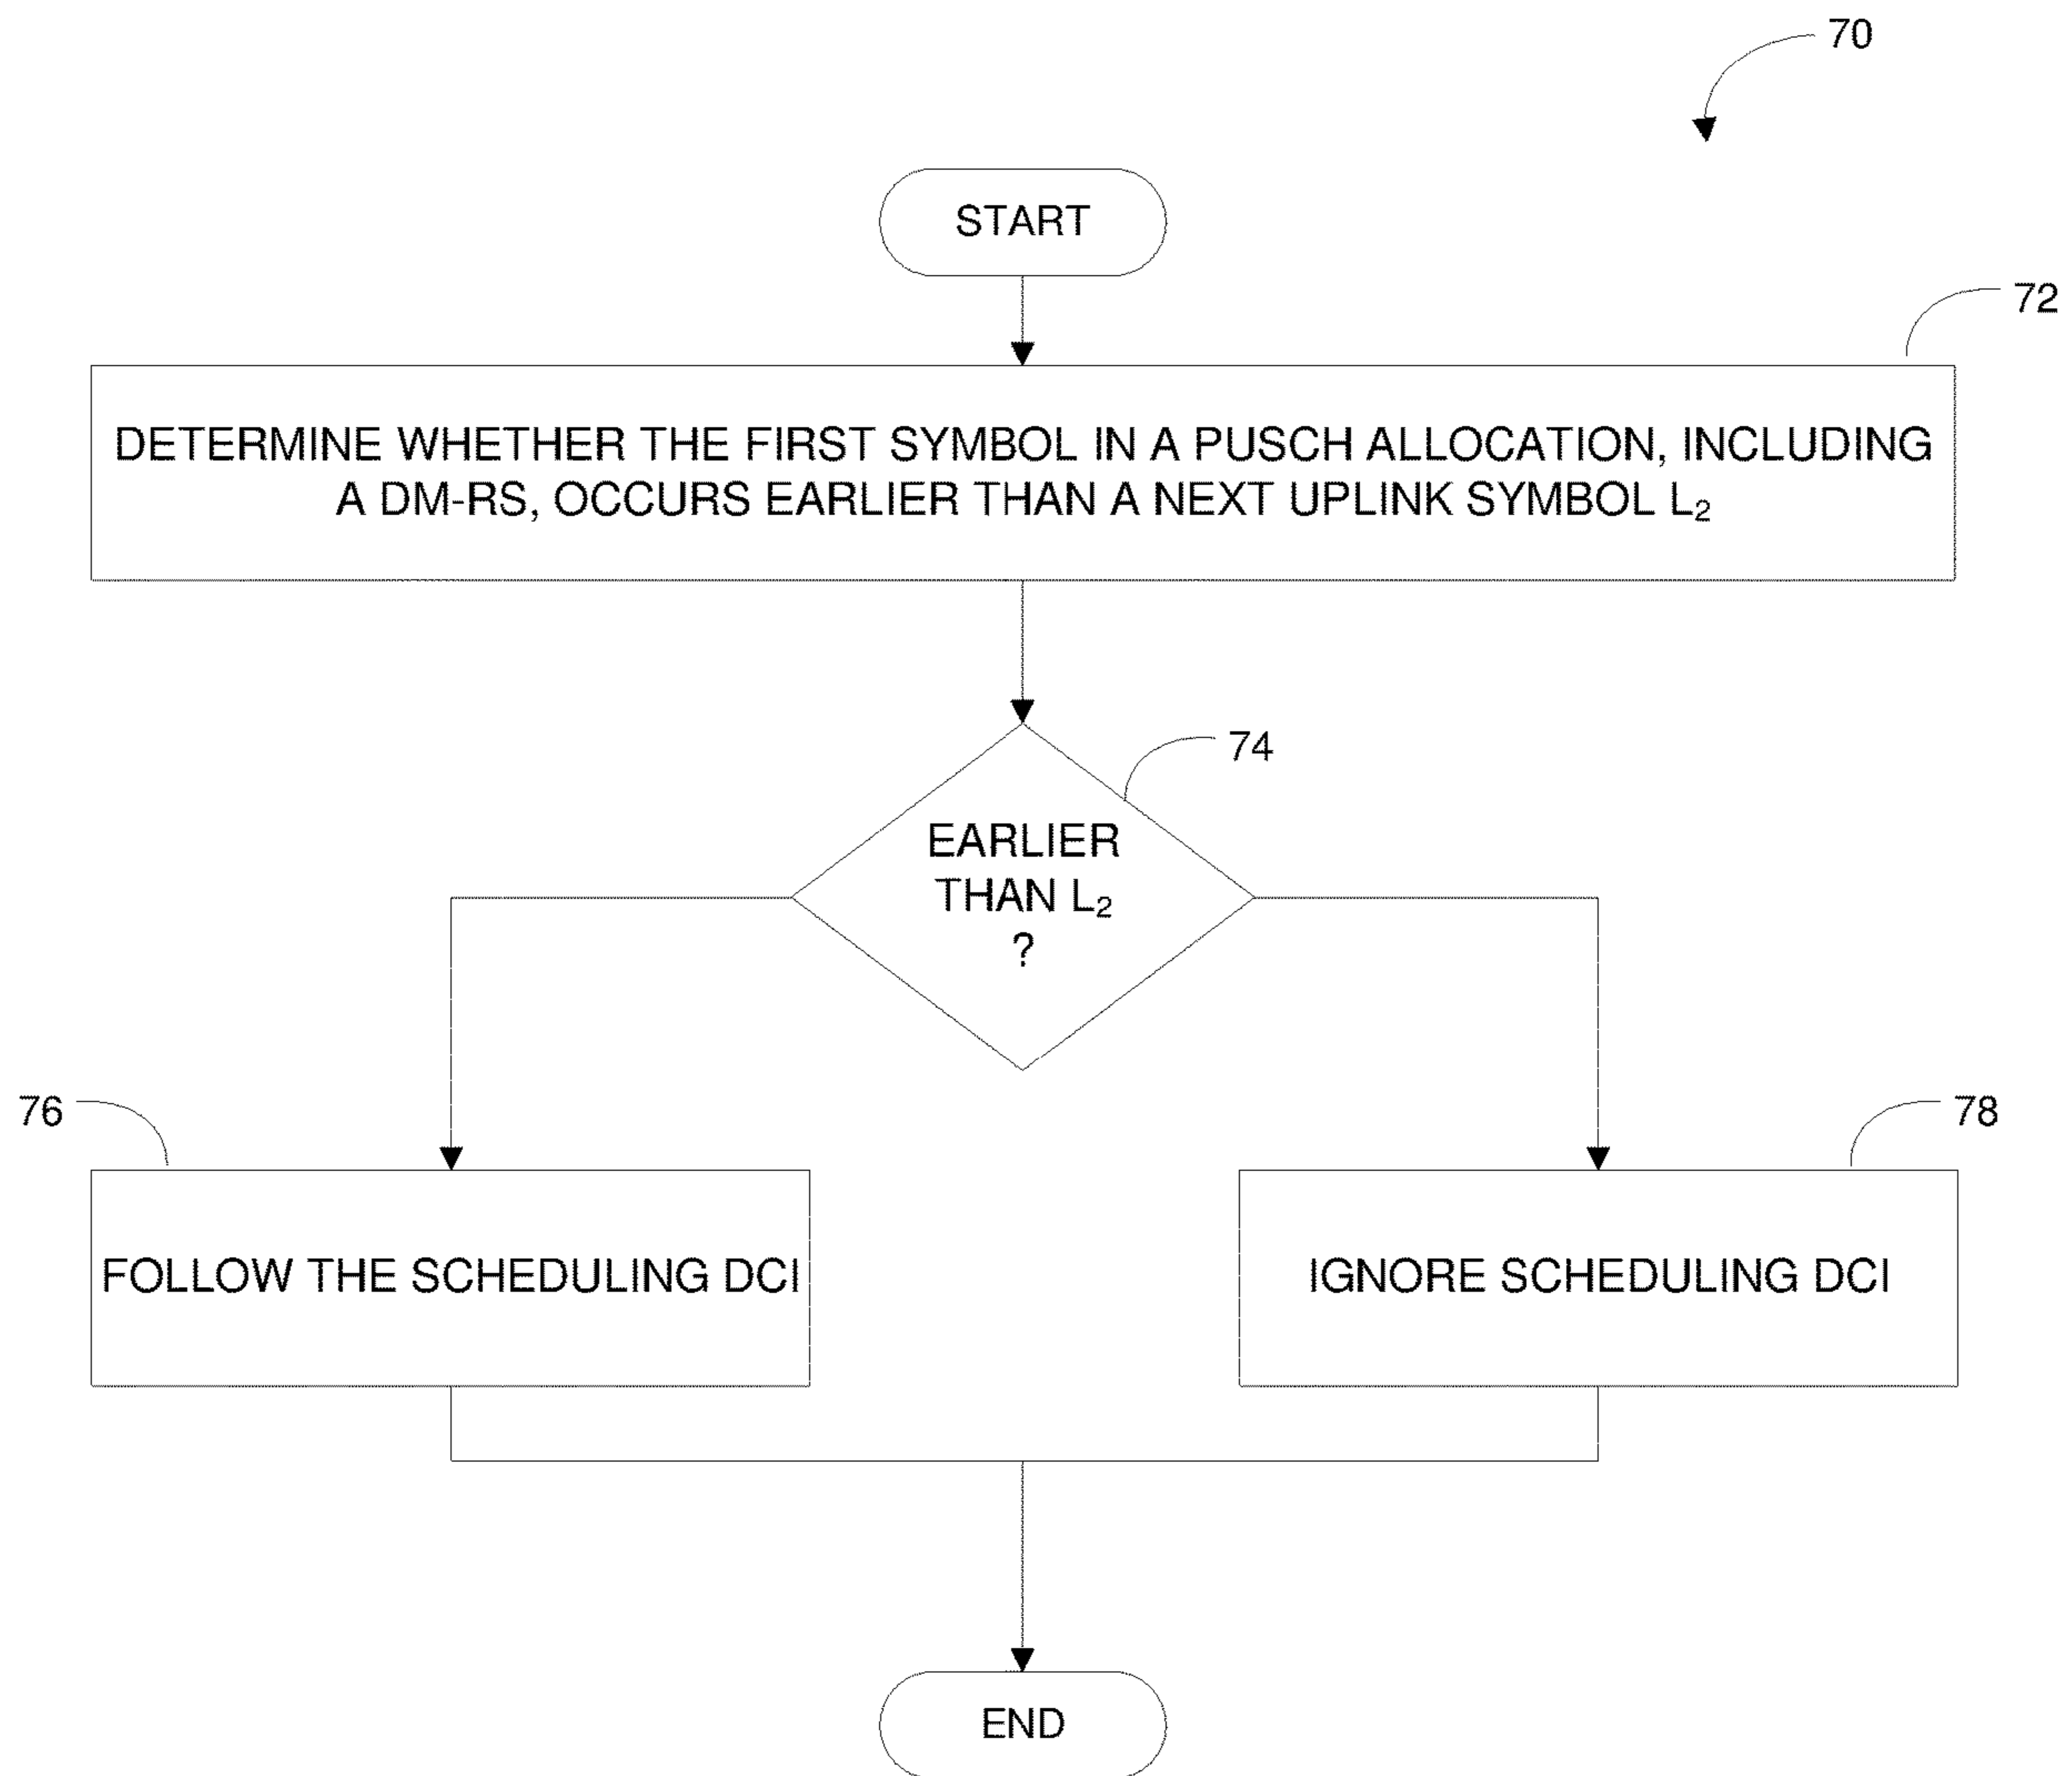 70
START
72
DETERMINE WHETHER THE FIRST SYMBOL IN A PUSCH ALLOCATION, INCLUDING
A DM-RS, OCCURS EARLIER THAN A NEXT UPLINK SYMBOL L₂
74
EARLIER
THAN L₂
?
76
78
FOLLOW THE SCHEDULING DCI
IGNORE SCHEDULING DCI
END